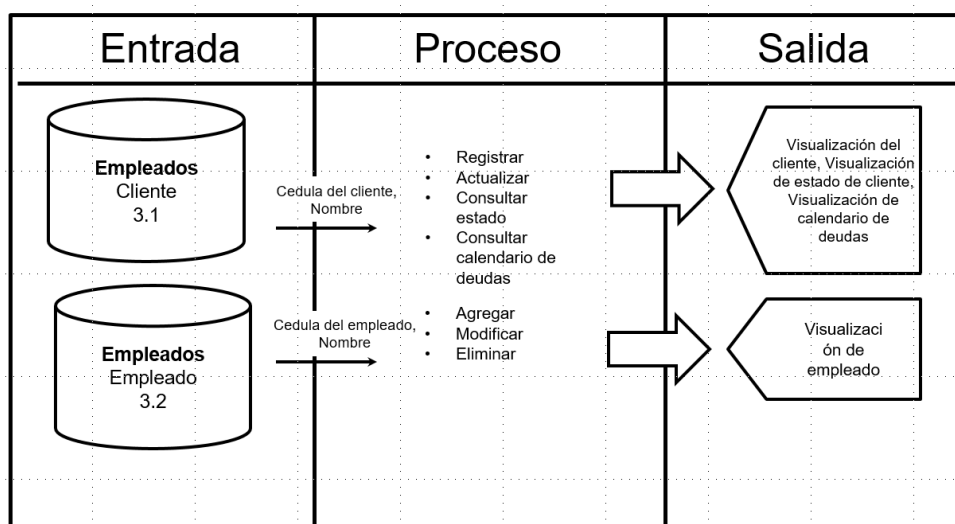 Entrada
Proceso
Salida
Empleados
Cliente
3.1
Cedula del cliente,
Nombre
• Registrar
• Actualizar
• Consultar
estado
• Consultar
calendario de
deudas
Visualización del
cliente, Visualización
de estado de cliente,
Visualización de
calendario de
deudas
Empleados
Empleado
3.2
Cedula del empleado,
Nombre
• Agregar
• Modificar
• Eliminar
Visualizaci
ón de
empleado